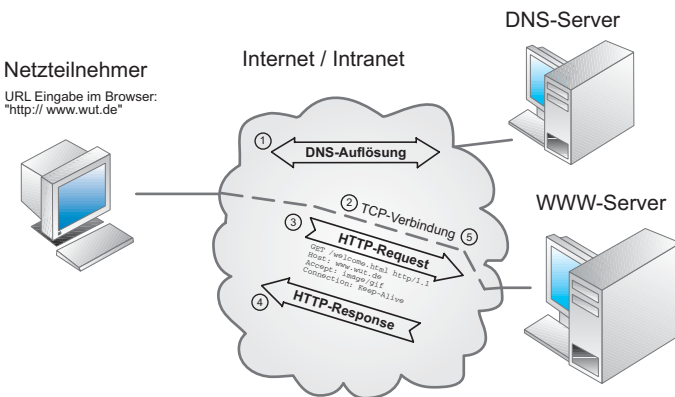 DNS-Server
Internet / Intranet
Netzteilnehmer
URL Eingabe im Browser:
"http:// www.wut.de"
1
DNS-Auflösung
WWW-Server
2 TCP-Verbindung 5
3
HTTP-Request
GET /welcome.html http/1.1
Host: www.wut.de
Accept: image/gif
Connection: Keep-Alive
4
HTTP-Response